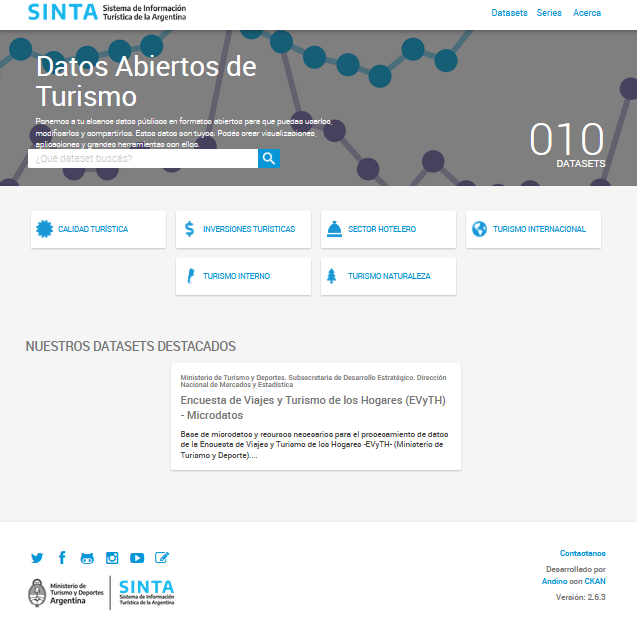 SINTA Sistema de Información
Turística de la Argentina
Datasets Series Acerca
Datos Abiertos de
Turismo
Ponemos a tu alcance datos públicos en formatos abiertos para que puedas usarlos,
modificarlos y compartirlos. Estos datos son tuyos. Podés crear visualizaciones,
aplicaciones y grandes herramientas con ellos.
¿Qué dataset buscás?
010
DATASETS
CALIDAD TURÍSTICA
INVERSIONES TURÍSTICAS
SECTOR HOTELERO
TURISMO INTERNACIONAL
TURISMO INTERNO
TURISMO NATURALEZA
NUESTROS DATASETS DESTACADOS
Ministerio de Turismo y Deportes. Subsecretaría de Desarrollo Estratégico. Dirección
Nacional de Mercados y Estadística
Encuesta de Viajes y Turismo de los Hogares (EVyTH)
- Microdatos
Base de microdatos y recursos necesarios para el procesamiento de datos
de la Encuesta de Viajes y Turismo de los Hogares -EVyTH- (Ministerio de
Turismo y Deporte)....
Contactanos
Desarrollado por
Andino con CKAN
Versión: 2.6.3
Ministerio de
Turismo y Deportes
Argentina
SINTA
Sistema de Información
Turística de la Argentina